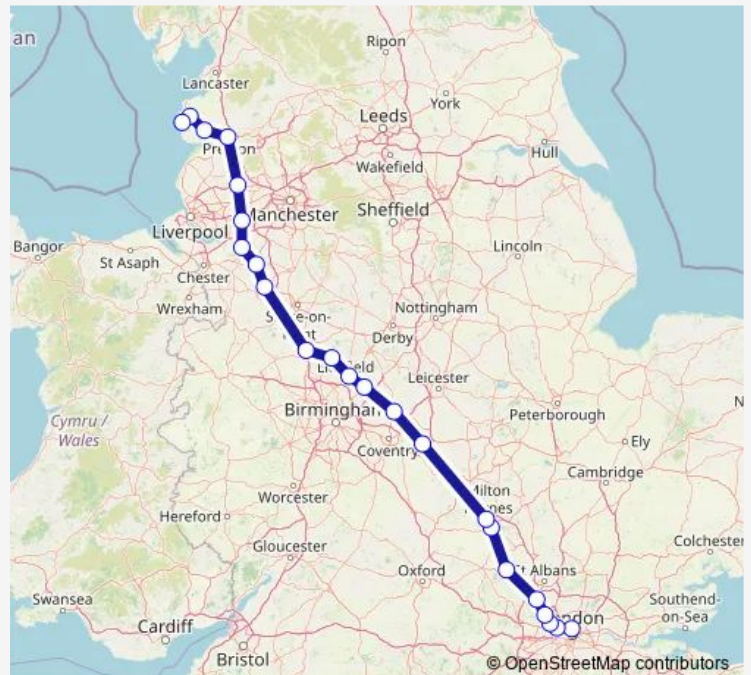 an
Ripon
Lancaster
York
Leeds
Hull
Wakefield
Manchester
Sheffield
Liverpool
Bangor
St Asaph
Lincoln
Chester
Wrexham
Nottingham
Derby
Leicester
Birmingham
Peterborough
N
Cymru /
Wales
Ely
Coventry
Cambridge
Milton
Worcester
Hereford
Colchester
Gloucester
Oxford
St Albans
Swansea
Southend-
on-Sea
Cardiff
Bristol
© OpenStreetMap contributors